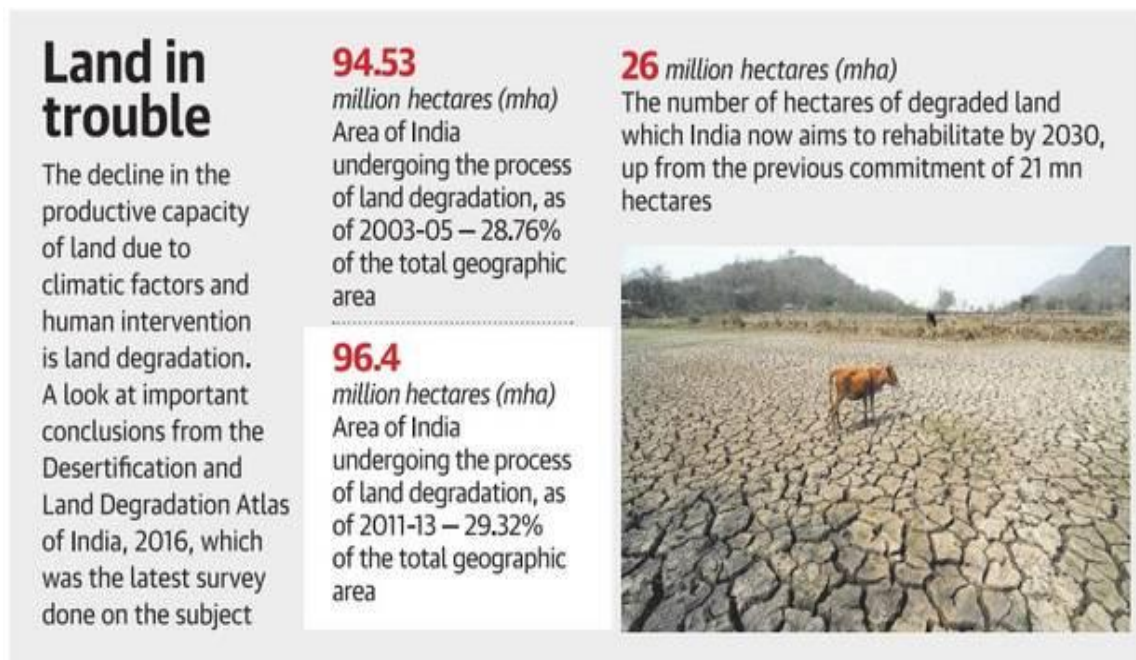 Land in
trouble
The decline in the
productive capacity
of land due to
climatic factors and
human intervention
is land degradation.
A look at important
conclusions from the
Desertification and
Land Degradation Atlas
of India, 2016, which
was the latest survey
done on the subject
94.53
million hectares (mha)
Area of India
undergoing the process
of land degradation, as
of 2003-05 – 28.76%
of the total geographic
area
96.4
million hectares (mha)
Area of India
undergoing the process
of land degradation, as
of 2011-13 – 29.32%
of the total geographic
area
26 million hectares (mha)
The number of hectares of degraded land
which India now aims to rehabilitate by 2030,
up from the previous commitment of 21 mn
hectares